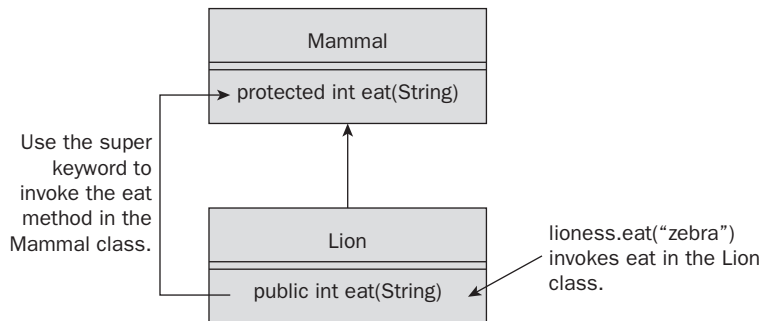 Mammal
protected int eat(String)
Use the super
keyword to
invoke the eat
method in the
Mammal class.
Lion
public int eat(String)
lioness.eat(“zebra”)
invokes eat in the Lion
class.